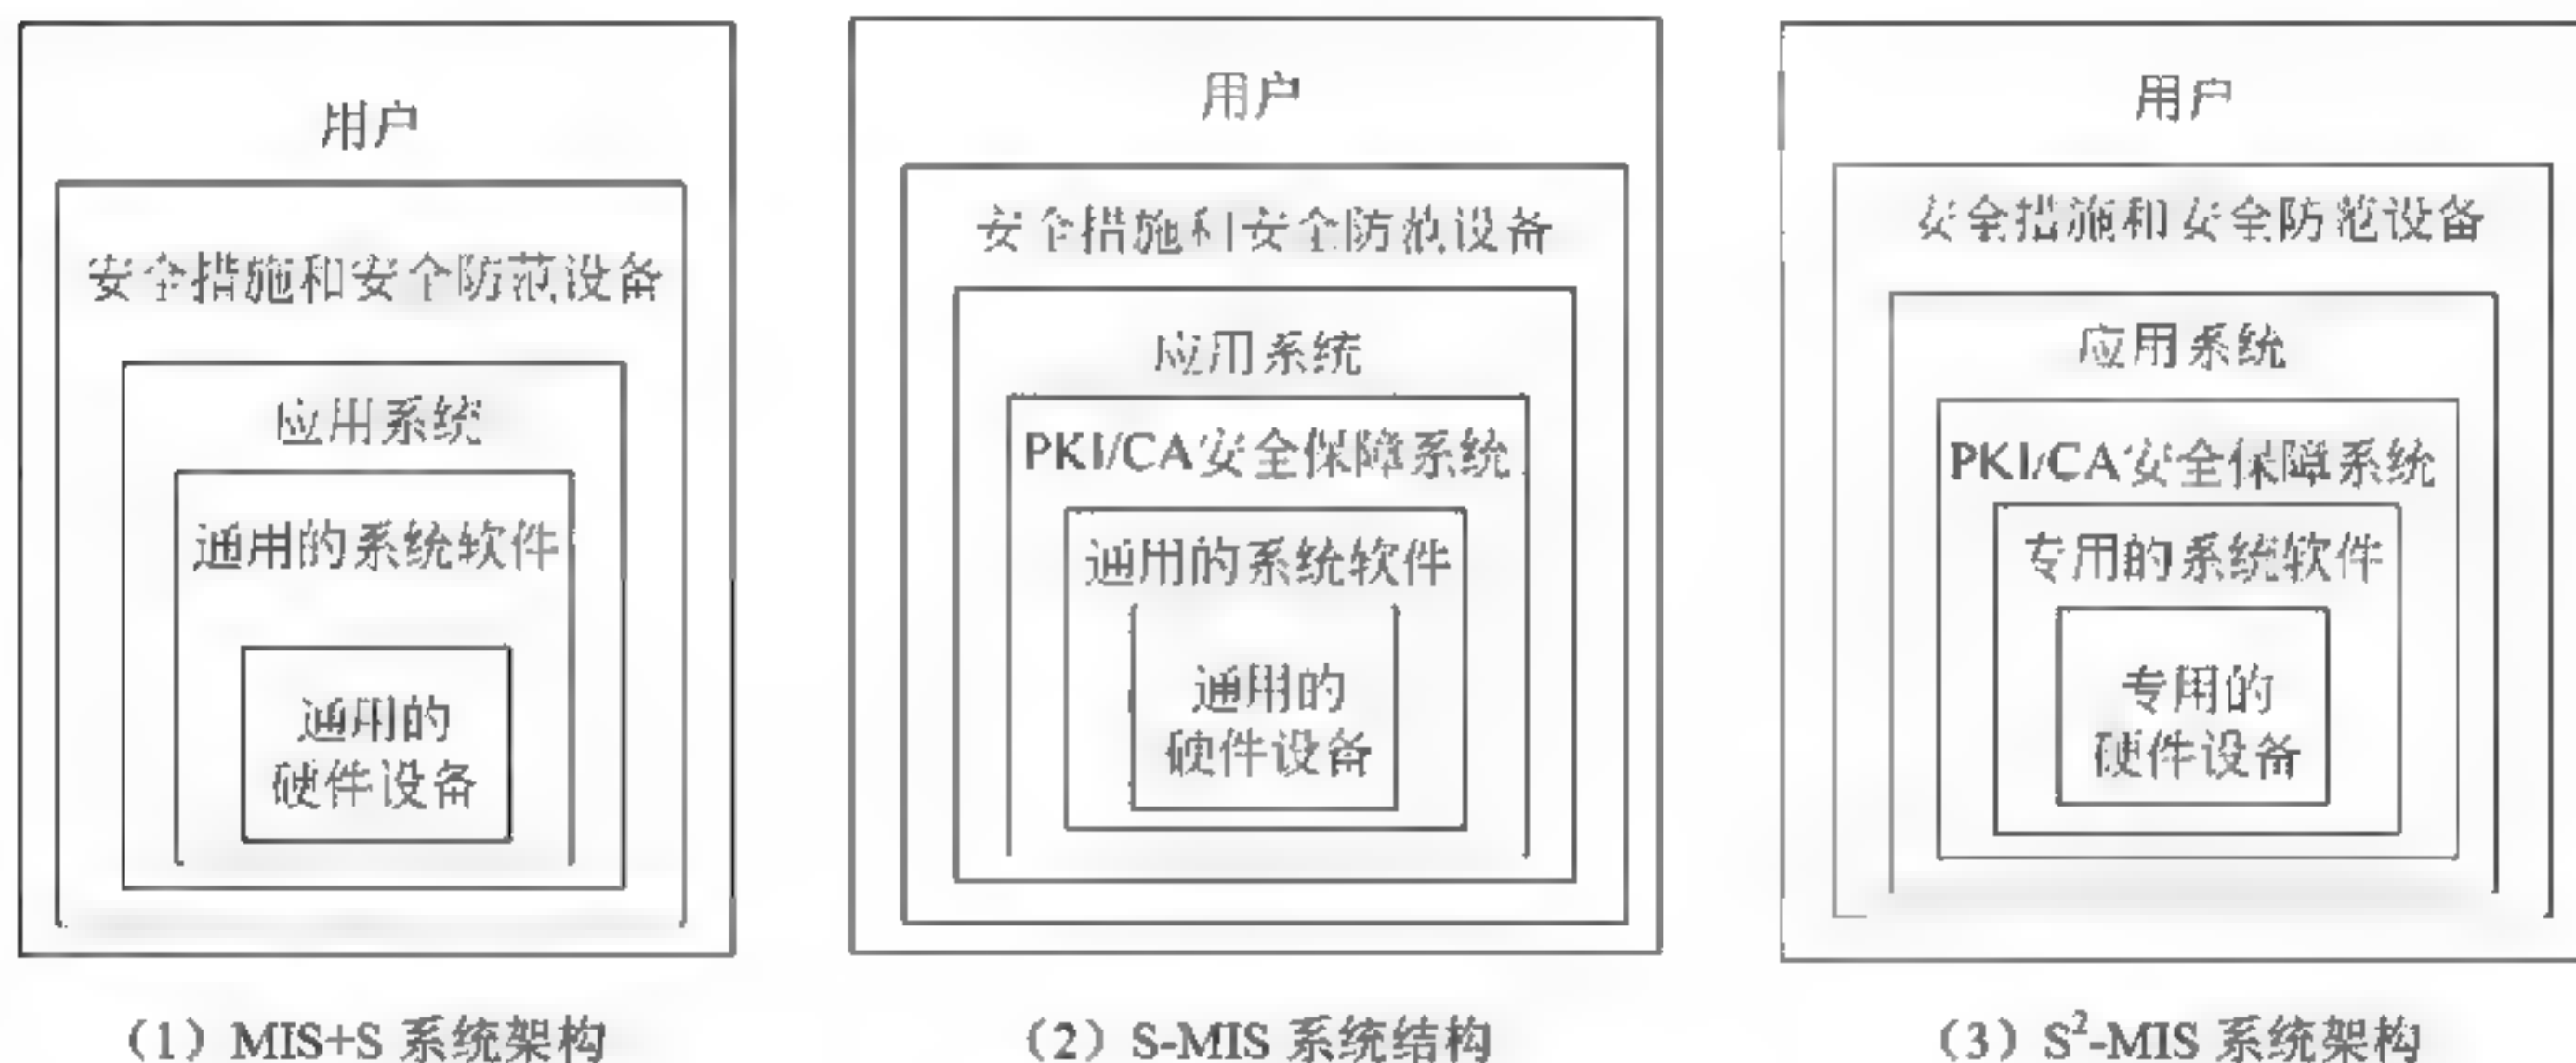 用户
安全措施和安全防范设备
应用系统
通用的系统软件
通用的
硬件设备
(1) MIS+S 系统架构
用户
安全措施和安全防范设备
应用系统
PKI/CA安全保障系统
通用的系统软件
通用的
硬件设备
(2) S-MIS 系统结构
用户
安全措施和安全防范设备
应用系统
PKI/CA安全保障系统
专用的系统软件
专用的
硬件设备
(3) S²-MIS 系统架构